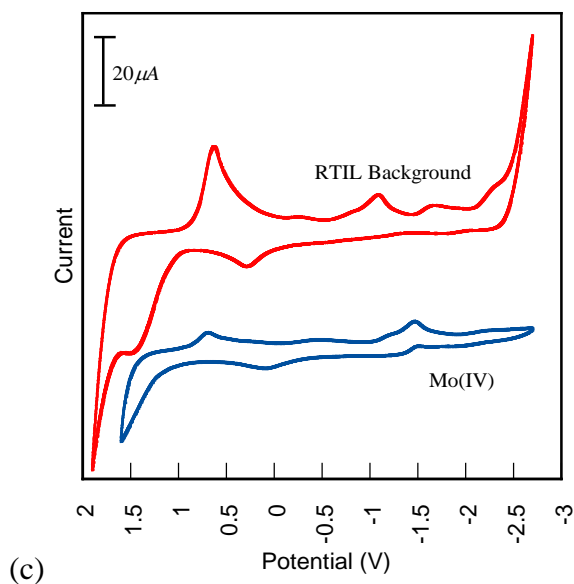 20μA
RTIL Background
Current
Mo(IV)
2 1.5 1 0.5 0 -0.5 -1 -1.5 -2 -2.5 -3
Potential (V)
(c)